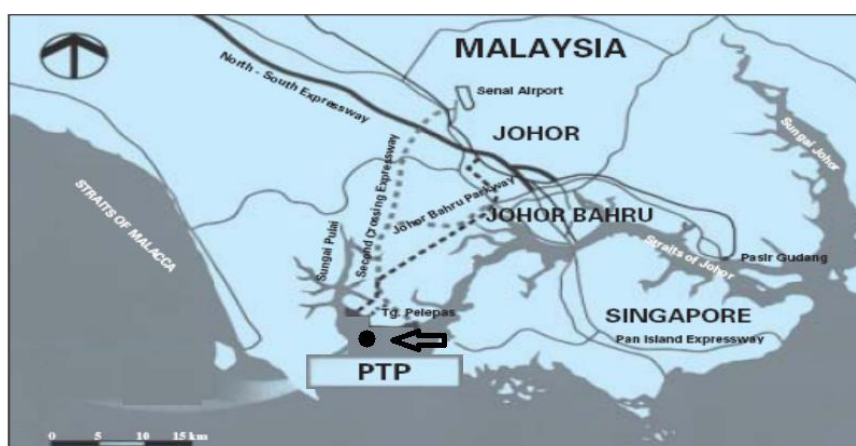 MALAYSIA
North - South Expressway
Senai Airport
JOHOR
Sungai Johor
Second Crossing Expressway
Johor Bahru Parkway
STRAITS OF MALACCA
JOHOR BAHRU
Sungai Pulai
Straits of Johor
Pasir Gudang
Tg. Pelepas
SINGAPORE
Pan Island Expressway
PTP
0 5 10 15 km